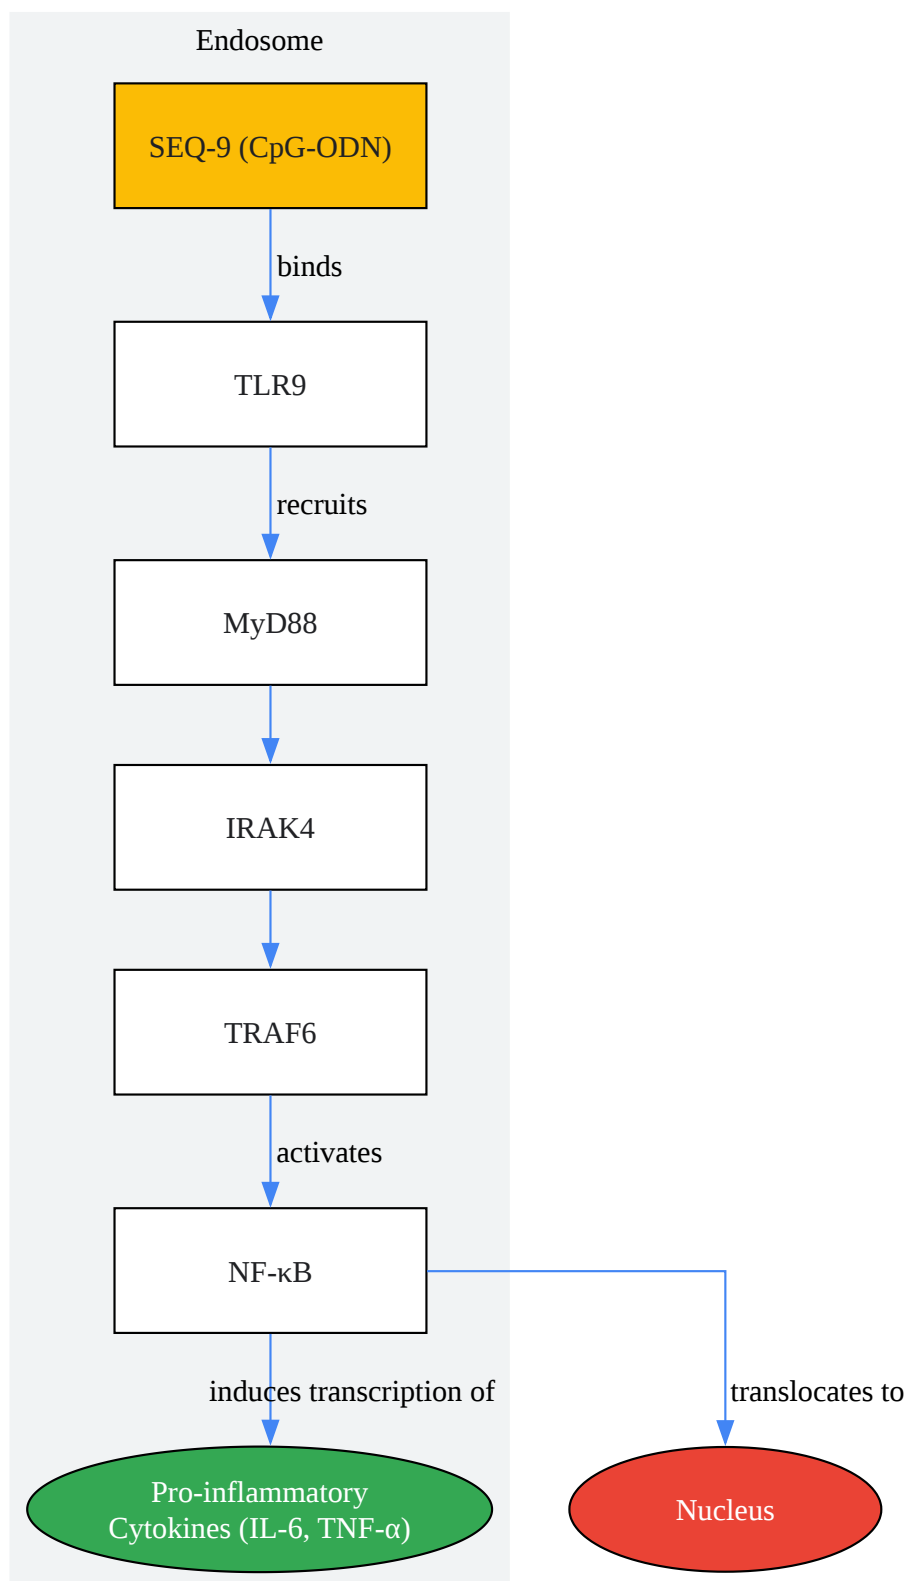 Endosome
SEQ-9 (CpG-ODN)
binds
TLR9
recruits
MyD88
IRAK4
TRAF6
activates
NF-κB
induces transcription of
translocates to
Pro-inflammatory
Cytokines (IL-6, TNF-α)
Nucleus